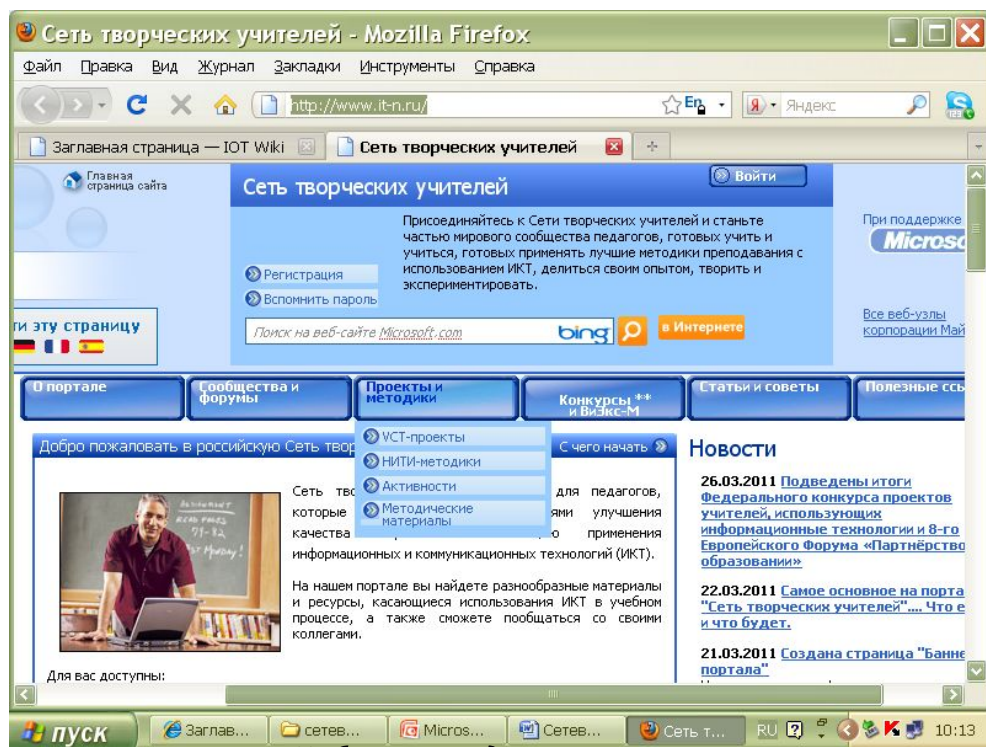 Сеть творческих учителей - Mozilla Firefox
Файл Правка Вид Журнал Закладки Инструменты Справка
http://www.it-n.ru/
En
Яндекс
Заглавная страница — IOT Wiki
Сеть творческих учителей
Главная
страница сайта
Сеть творческих учителей
Войти
Присоединяйтесь к Сети творческих учителей и станьте
частью мирового сообщества педагогов, готовых учить и
учиться, готовых применять лучшие методики преподавания с
использованием ИКТ, делиться своим опытом, творить и
экспериментировать.
Регистрация
Вспомнить пароль
При поддержке
Microsc
Поиск на веб-сайте Microsoft.com
bing
в Интернете
Все веб-узлы
корпорации Май
ти эту страницу
О портале
Сообщества и
форумы
Проекты и
методики
Конкурсы **
и ВиЭкс-М
Статьи и советы
Полезные ссы
Добро пожаловать в российскую Сеть твор
С чего начать
VCT-проекты
НИТИ-методики
Активности
Методические
материалы
ASSIGNMENT
READ PAGES
71-82
Сеть тво для педагогов,
которые ями улучшения
качества ю применения
информационных и коммуникационных технологий (ИКТ).
На нашем портале вы найдете разнообразные материалы
и ресурсы, касающиеся использования ИКТ в учебном
процессе, а также сможете пообщаться со своими
коллегами.
Для вас доступны:
Новости
26.03.2011 Подведены итоги
Федерального конкурса проектов
учителей, использующих
информационные технологии и 8-го
Европейского Форума «Партнёрство
образовании»
22.03.2011 Самое основное на порта
"Сеть творческих учителей".... Что е
и что будет.
21.03.2011 Создана страница "Банне
портала"
пуск
Заглав...
сетев...
Micros...
Сетев...
Сеть т...
RU
10:13